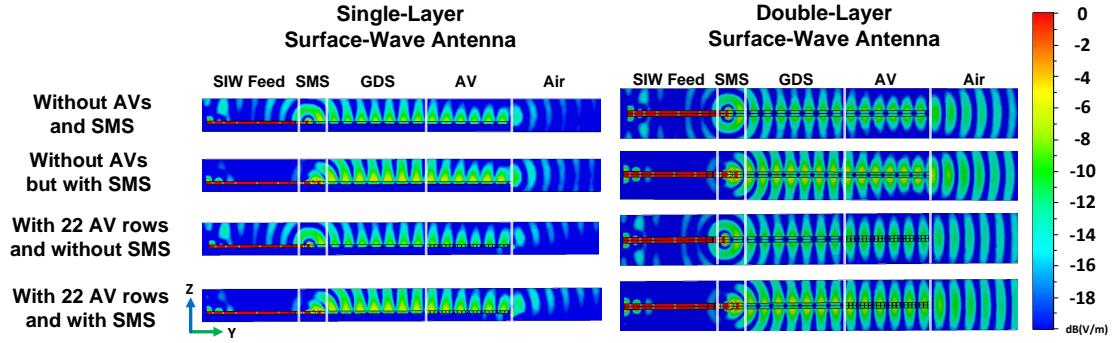 Single-Layer
Surface-Wave Antenna
Double-Layer
Surface-Wave Antenna
SIW Feed SMS GDS AV Air
SIW Feed SMS GDS AV Air
Without AVs
and SMS
Without AVs
but with SMS
With 22 AV rows
and without SMS
With 22 AV rows
and with SMS
Z
Y
0
-2
-4
-6
-8
-10
-12
-14
-16
-18
dB(V/m)